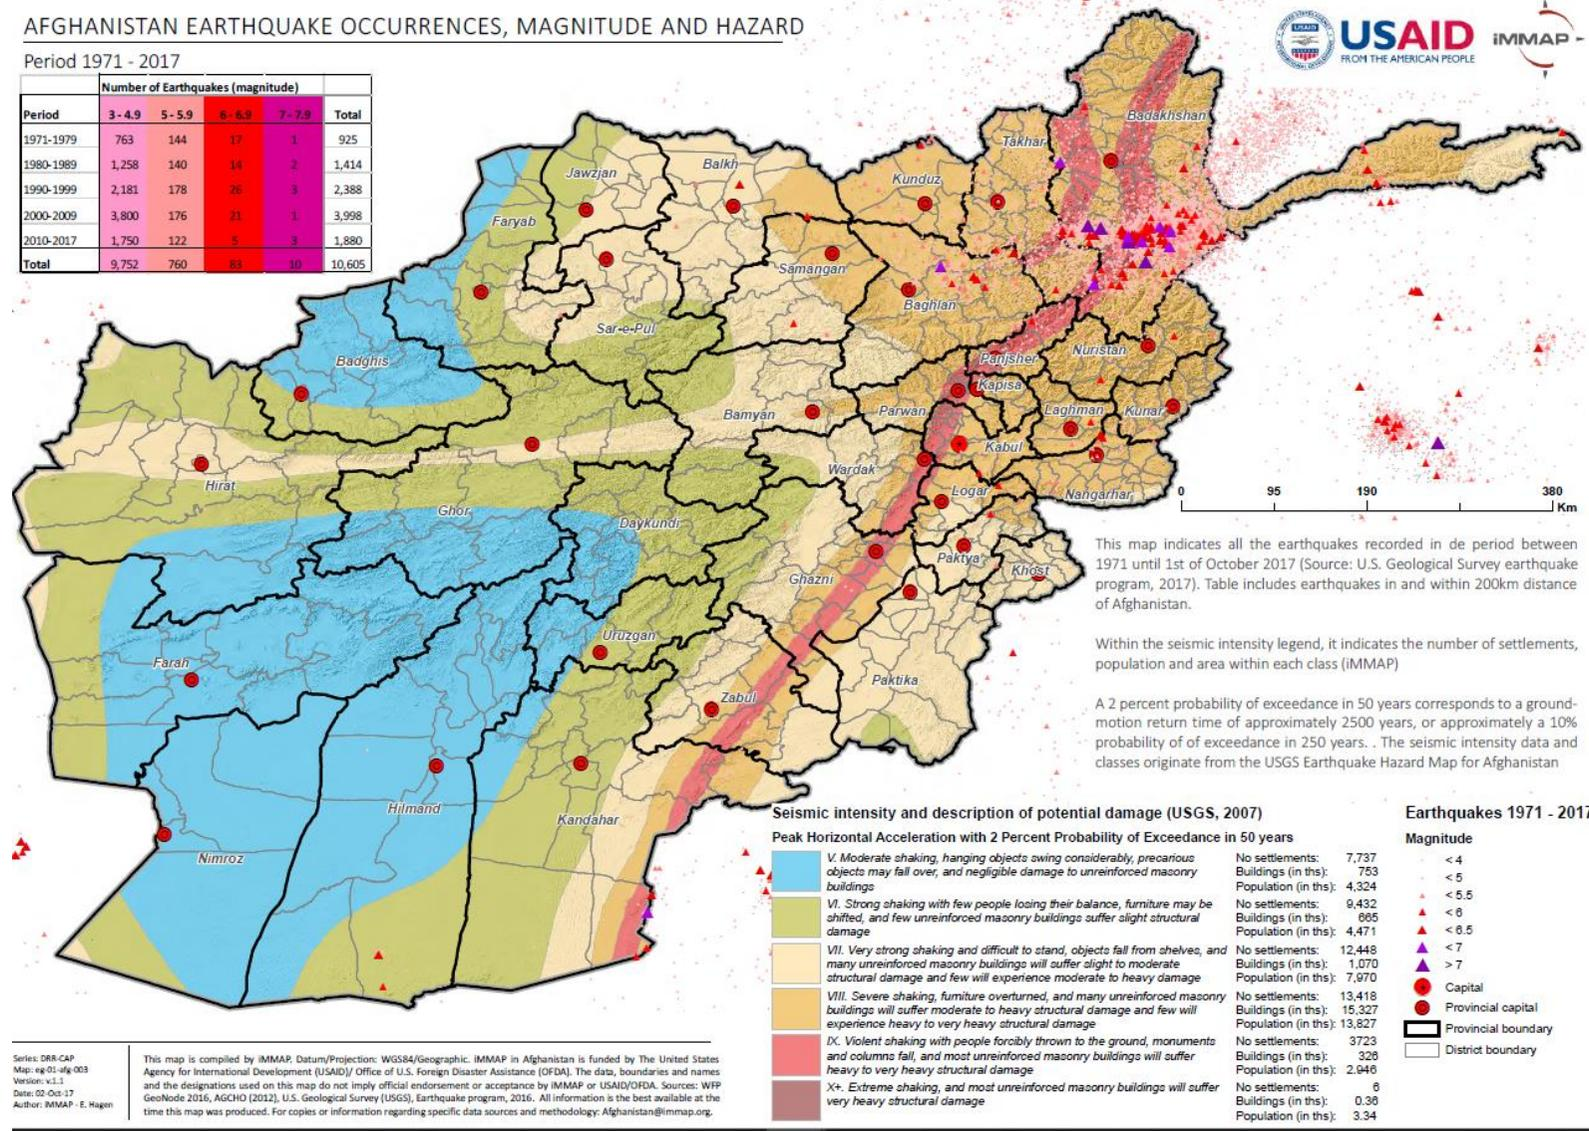 AFGHANISTAN EARTHQUAKE OCCURRENCES, MAGNITUDE AND HAZARD
Period 1971 - 2017
USAID
FROM THE AMERICAN PEOPLE
iMMAP
Number of Earthquakes (magnitude)
Period 3 - 4.9 5 - 5.9 6 - 6.9 7 - 7.9 Total
1971-1979 763 144 17 1 925
1980-1989 1,258 140 14 2 1,414
1990-1999 2,181 178 26 3 2,388
2000-2009 3,800 176 21 1 3,998
2010-2017 1,750 122 5 3 1,880
Total 9,752 760 83 10 10,605
Badakhshan
Takhar
Balkh
Jawzjan
Kunduz
Faryab
Samangan
Baghlan
Sar-e-Pul
Badghis
Panjsher
Nuristan
Kapisa
Bamyan
Parwan
Laghman
Kunar
Kabul
Wardak
Hirat
Logar
Nangarhar
Ghor
Daykundi
Paktya
Khost
Ghazni
Uruzgan
Farah
Paktika
Zabul
Hilmand
Kandahar
Nimroz
0 95 190 380
Km
This map indicates all the earthquakes recorded in de period between
1971 until 1st of October 2017 (Source: U.S. Geological Survey earthquake
program, 2017). Table includes earthquakes in and within 200km distance
of Afghanistan.
Within the seismic intensity legend, it indicates the number of settlements,
population and area within each class (iMMAP)
A 2 percent probability of exceedance in 50 years corresponds to a ground-
motion return time of approximately 2500 years, or approximately a 10%
probability of of exceedance in 250 years. . The seismic intensity data and
classes originate from the USGS Earthquake Hazard Map for Afghanistan
Seismic intensity and description of potential damage (USGS, 2007)
Peak Horizontal Acceleration with 2 Percent Probability of Exceedance in 50 years
V. Moderate shaking, hanging objects swing considerably, precarious
objects may fall over, and negligible damage to unreinforced masonry
buildings
No settlements: 7,737
Buildings (in ths): 753
Population (in ths): 4,324
VI. Strong shaking with few people losing their balance, furniture may be
shifted, and few unreinforced masonry buildings suffer slight structural
damage
No settlements: 9,432
Buildings (in ths): 665
Population (in ths): 4,471
VII. Very strong shaking and difficult to stand, objects fall from shelves, and
many unreinforced masonry buildings will suffer slight to moderate
structural damage and few will experience moderate to heavy damage
No settlements: 12,448
Buildings (in ths): 1,070
Population (in ths): 7,970
VIII. Severe shaking, furniture overturned, and many unreinforced masonry
buildings will suffer moderate to heavy structural damage and few will
experience heavy to very heavy structural damage
No settlements: 13,418
Buildings (in ths): 15,327
Population (in ths): 13,827
IX. Violent shaking with people forcibly thrown to the ground, monuments
and columns fall, and most unreinforced masonry buildings will suffer
heavy to very heavy structural damage
No settlements: 3723
Buildings (in ths): 326
Population (in ths): 2.946
X+. Extreme shaking, and most unreinforced masonry buildings will suffer
very heavy structural damage
No settlements: 6
Buildings (in ths): 0.36
Population (in ths): 3.34
Earthquakes 1971 - 2017
Magnitude
< 4
< 5
< 5.5
< 6
< 6.5
< 7
> 7
Capital
Provincial capital
Provincial boundary
District boundary
Series: DRR-CAP
Map: eg-01-afg-003
Version: v.1.1
Date: 02-Oct-17
Author: iMMAP - E. Hagen
This map is compiled by iMMAP. Datum/Projection: WGS84/Geographic. iMMAP in Afghanistan is funded by The United States
Agency for International Development (USAID)/ Office of U.S. Foreign Disaster Assistance (OFDA). The data, boundaries and names
and the designations used on this map do not imply official endorsement or acceptance by iMMAP or USAID/OFDA. Sources: WFP
GeoNode 2016, AGCHO (2012), U.S. Geological Survey (USGS), Earthquake program, 2016. All information is the best available at the
time this map was produced. For copies or information regarding specific data sources and methodology: Afghanistan@immap.org.